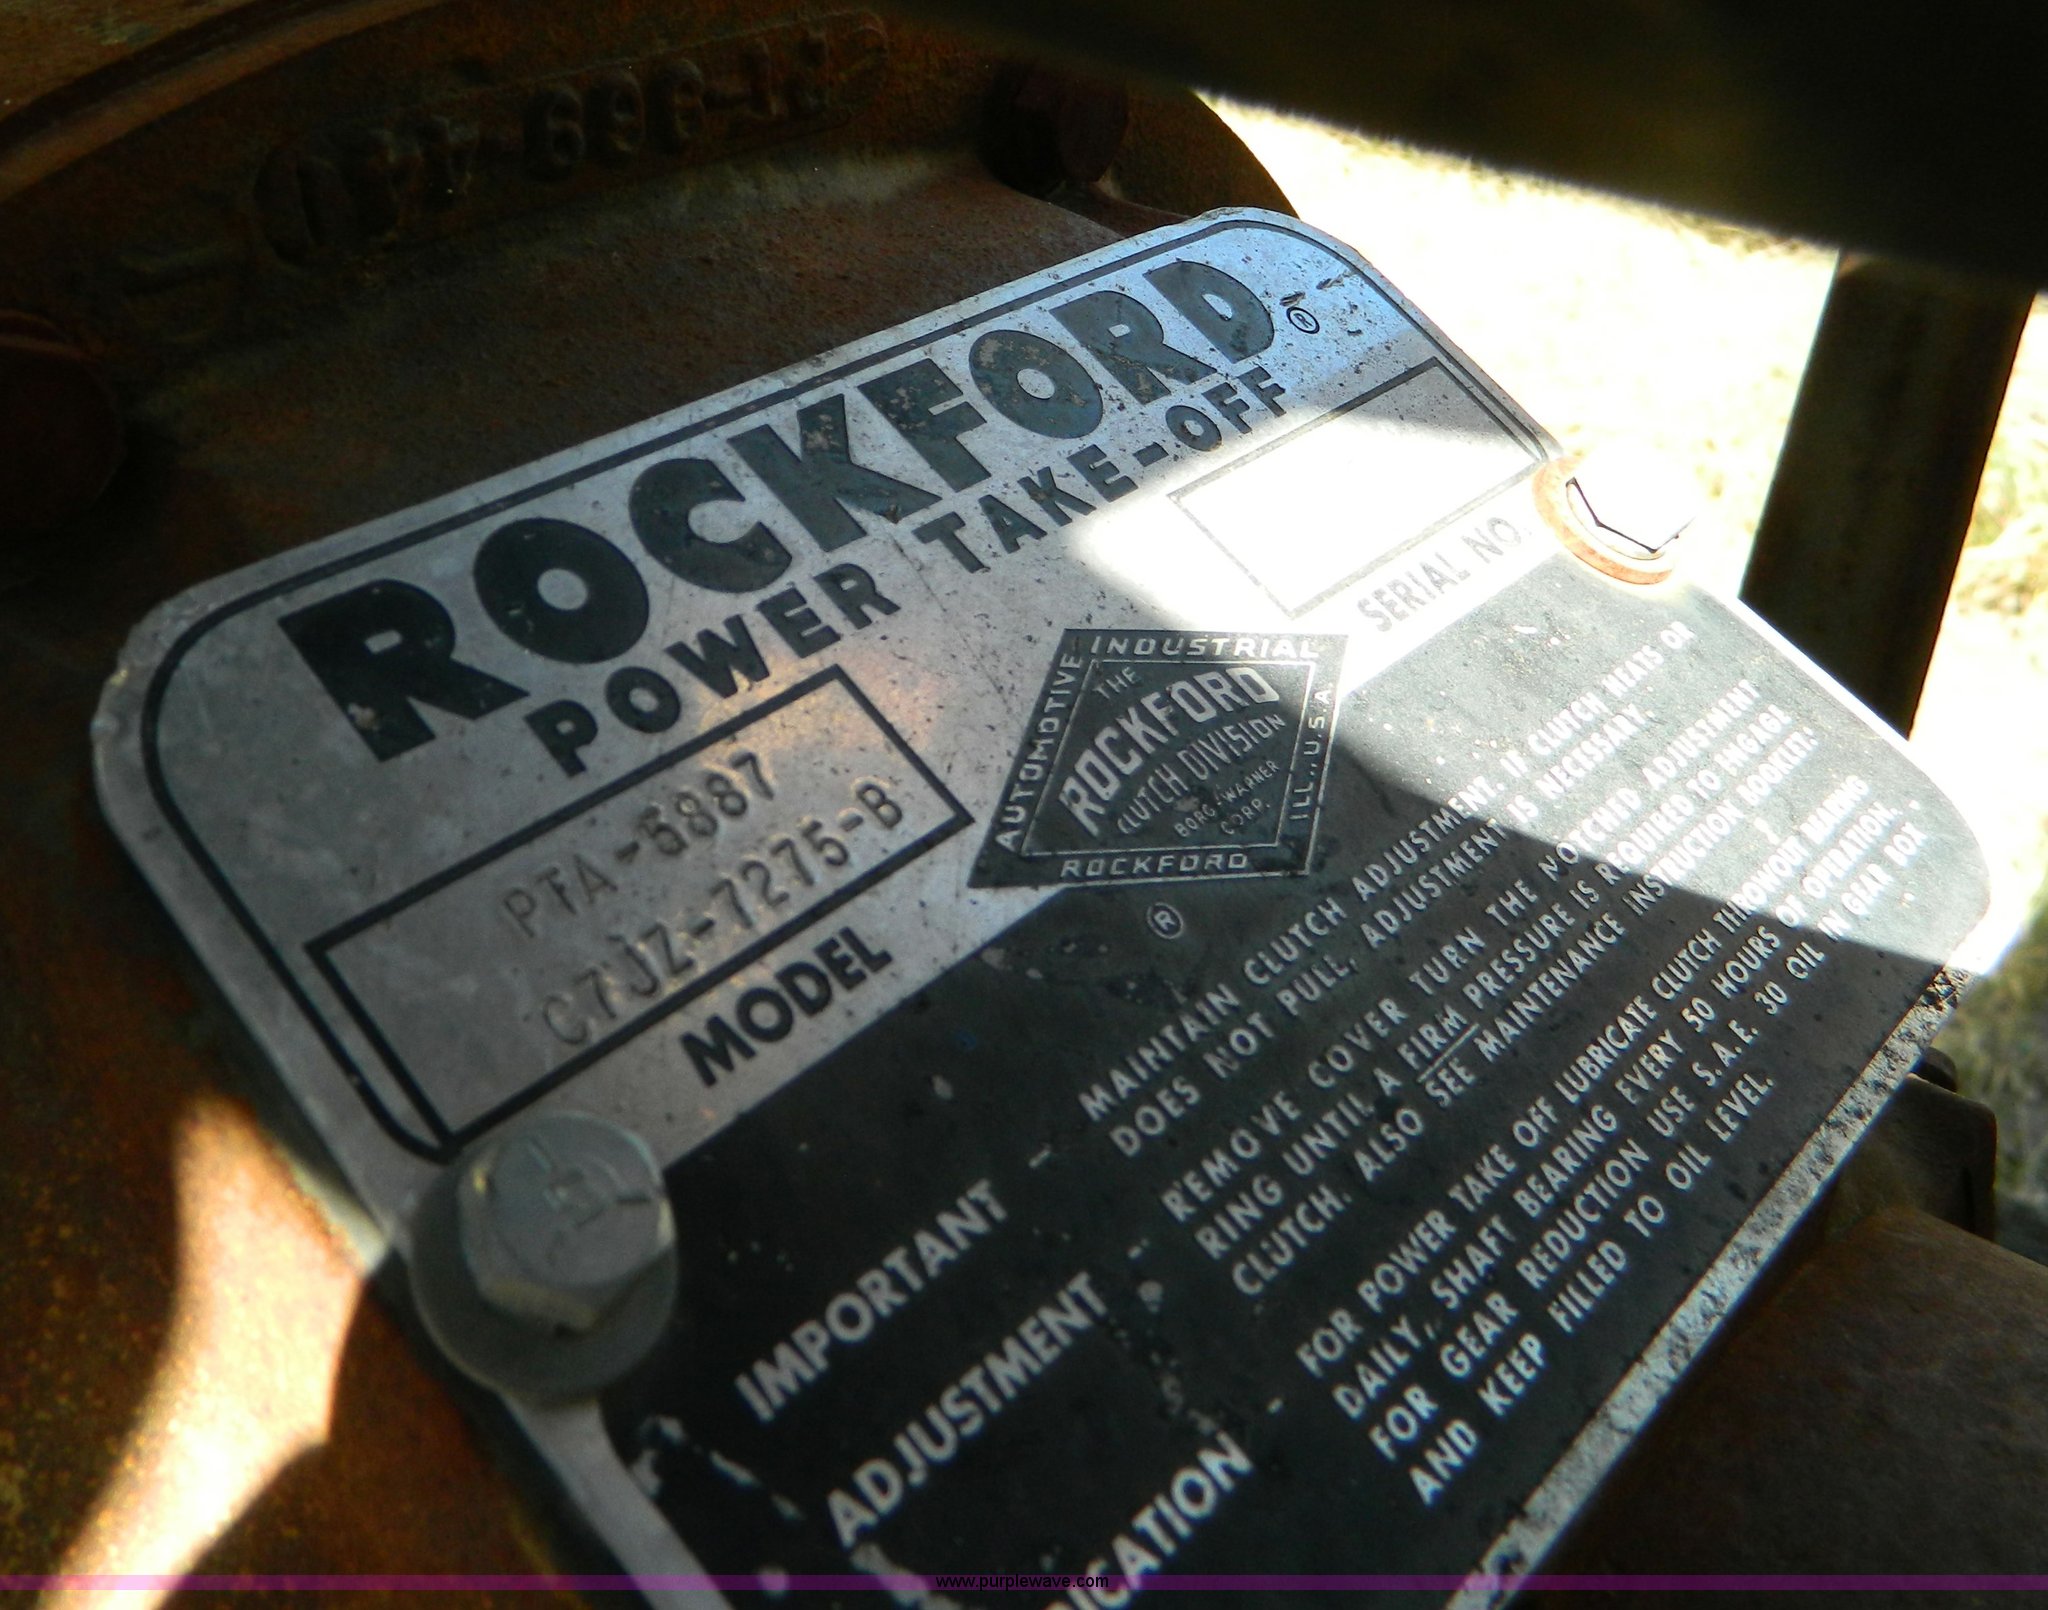 ROCKFORD®
POWER TAKE-OFF
PTA-5887
C7JZ-7275-B
MODEL
SERIAL NO.
AUTOMOTIVE
INDUSTRIAL
THE
ROCKFORD
CLUTCH DIVISION
BORG-WARNER
CORP.
ILL., U.S.A
ROCKFORD
®
IMPORTANT - MAINTAIN CLUTCH ADJUSTMENT. IF CLUTCH HEATS OR
DOES NOT PULL, ADJUSTMENT IS NECESSARY.
ADJUSTMENT - REMOVE COVER TURN THE NOTCHED ADJUSTMENT
RING UNTIL A FIRM PRESSURE IS REQUIRED TO ENGAGE
CLUTCH. ALSO SEE MAINTENANCE INSTRUCTION BOOKLET.
ICATION - FOR POWER TAKE OFF LUBRICATE CLUTCH THROWOUT BEARING
DAILY, SHAFT BEARING EVERY 50 HOURS OF OPERATION.
FOR GEAR REDUCTION USE S.A.E. 30 OIL IN GEAR BOX
AND KEEP FILLED TO OIL LEVEL.
www.purplewave.com